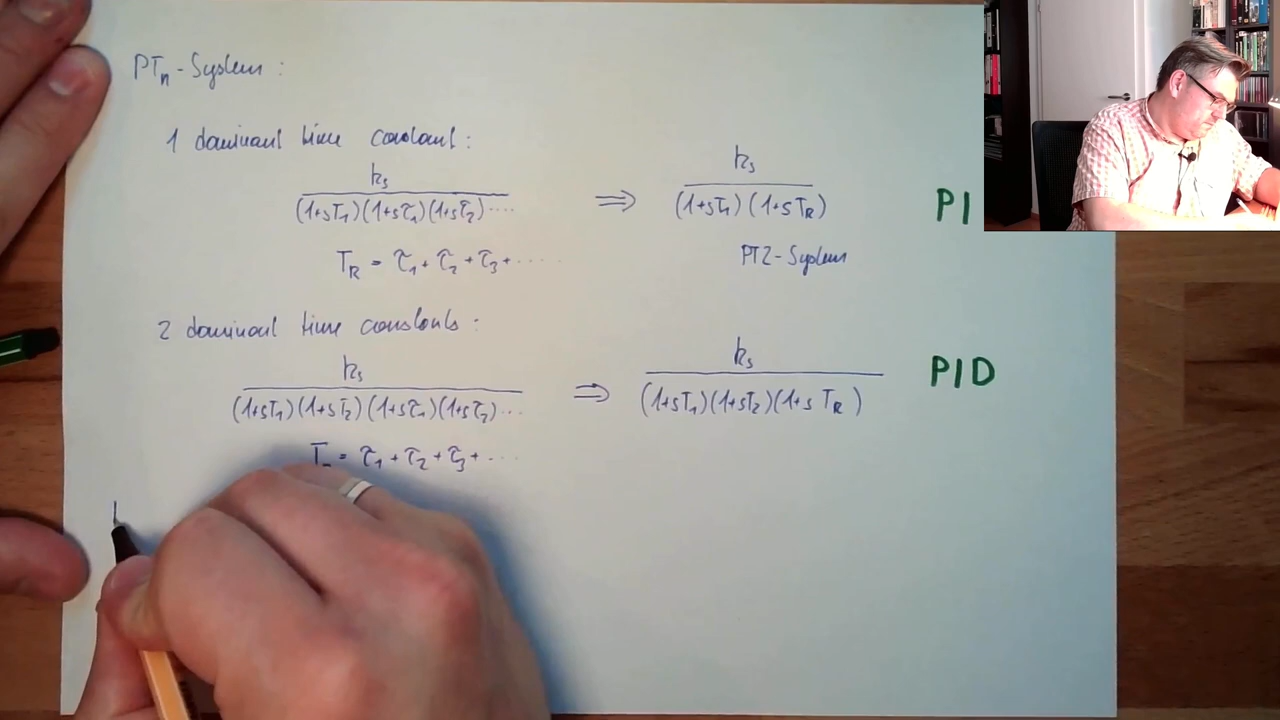 PTn-System :
1 dominant time constant :
ks
(1+sT1)(1+sτ1)(1+sτ2)····
⇒
ks
(1+sT1)(1+sTR)
PI
TR = τ1+τ2+τ3+·····
PT2-System
2 dominant time constants :
ks
(1+sT1)(1+sT2)(1+sτ1)(1+sτ2)···
⇒
ks
(1+sT1)(1+sT2)(1+sTR)
PID
TR = τ1+τ2+τ3+···